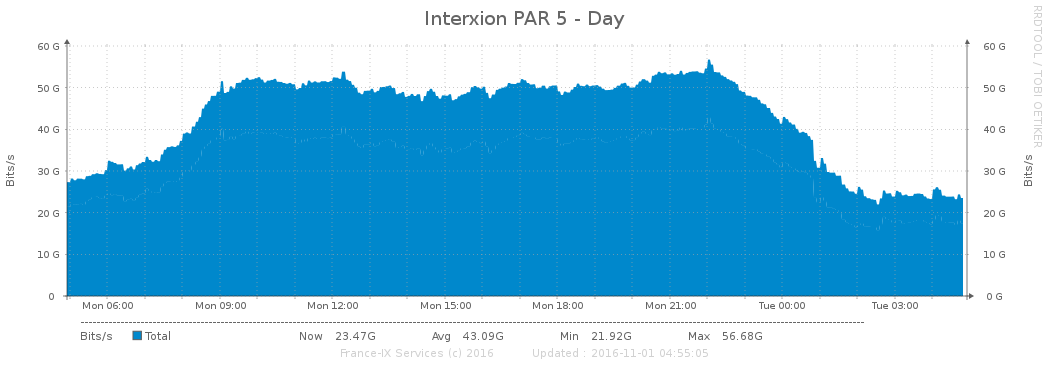 Interxion PAR 5 - Day
RRDTOOL / TOBI OETIKER
Bits/s
60 G
50 G
40 G
30 G
20 G
10 G
0
60 G
50 G
40 G
30 G
20 G
10 G
0 G
Bits/s
Mon 06:00 Mon 09:00 Mon 12:00 Mon 15:00 Mon 18:00 Mon 21:00 Tue 00:00 Tue 03:00
Bits/s Total Now 23.47G Avg 43.09G Min 21.92G Max 56.68G
France-IX Services (c) 2016 Updated : 2016-11-01 04:55:05